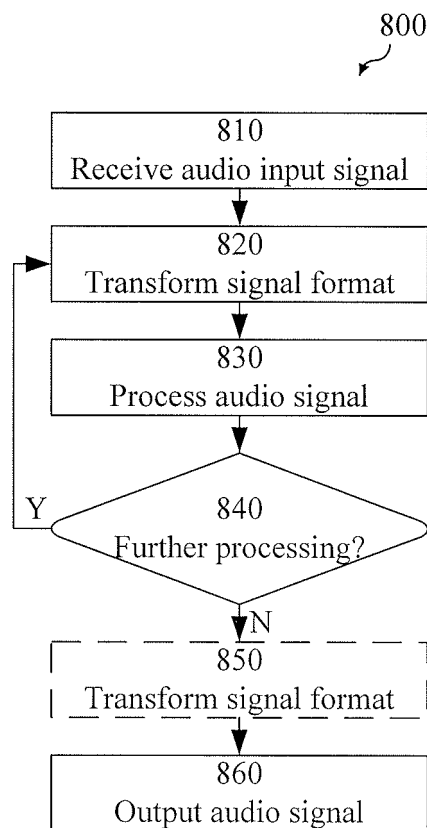 800
810
Receive audio input signal
820
Transform signal format
830
Process audio signal
840
Y
Further processing?
N
850
Transform signal format
860
Output audio signal